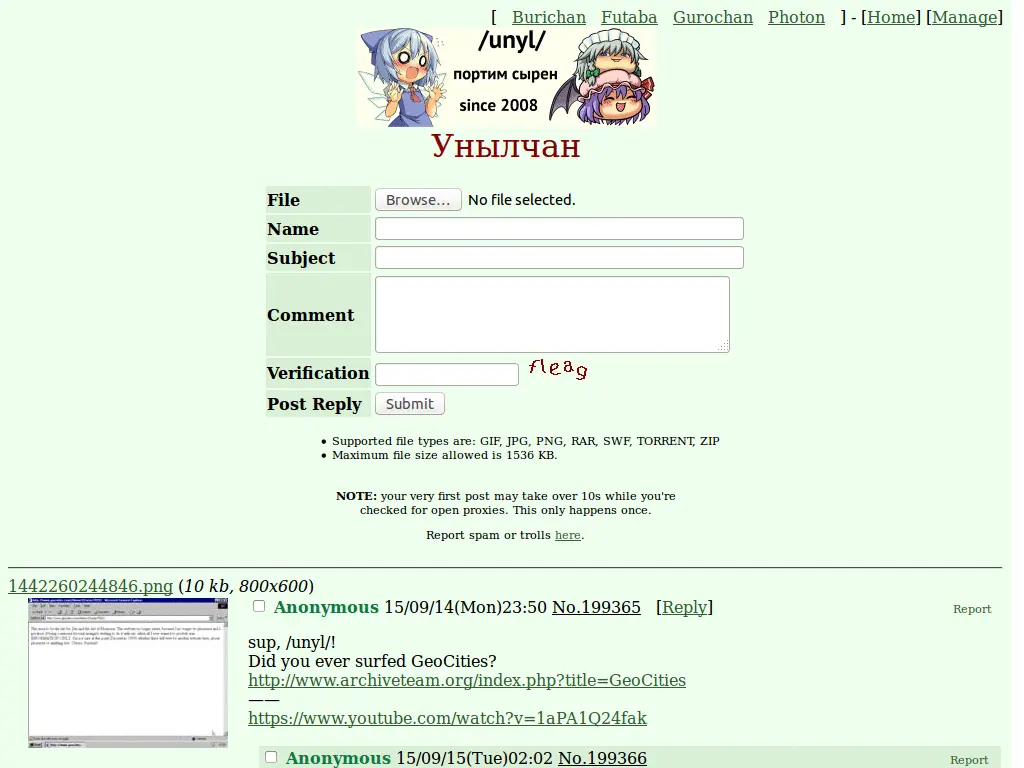 [ Burichan Futaba Gurochan Photon ] - [Home] [Manage]
/unyl/
портим сырен
since 2008
Унылчан
File Browse... No file selected.
Name
Subject
Comment
Verification fleag
Post Reply Submit
• Supported file types are: GIF, JPG, PNG, RAR, SWF, TORRENT, ZIP
• Maximum file size allowed is 1536 KB.
NOTE: your very first post may take over 10s while you're
checked for open proxies. This only happens once.
Report spam or trolls here.
1442260244846.png (10 kb, 800x600)
Anonymous 15/09/14(Mon)23:50 No.199365 [Reply] Report
sup, /unyl/!
Did you ever surfed GeoCities?
http://www.archiveteam.org/index.php?title=GeoCities
——
https://www.youtube.com/watch?v=1aPA1Q24fak
Anonymous 15/09/15(Tue)02:02 No.199366 Report